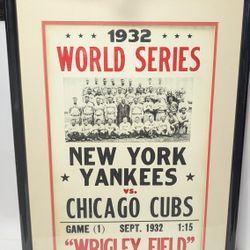 1932
WORLD SERIES
NEW YORK
YANKEES
vs.
CHICAGO CUBS
GAME (1) SEPT. 1932 1:15
"WRIGLEY FIELD"